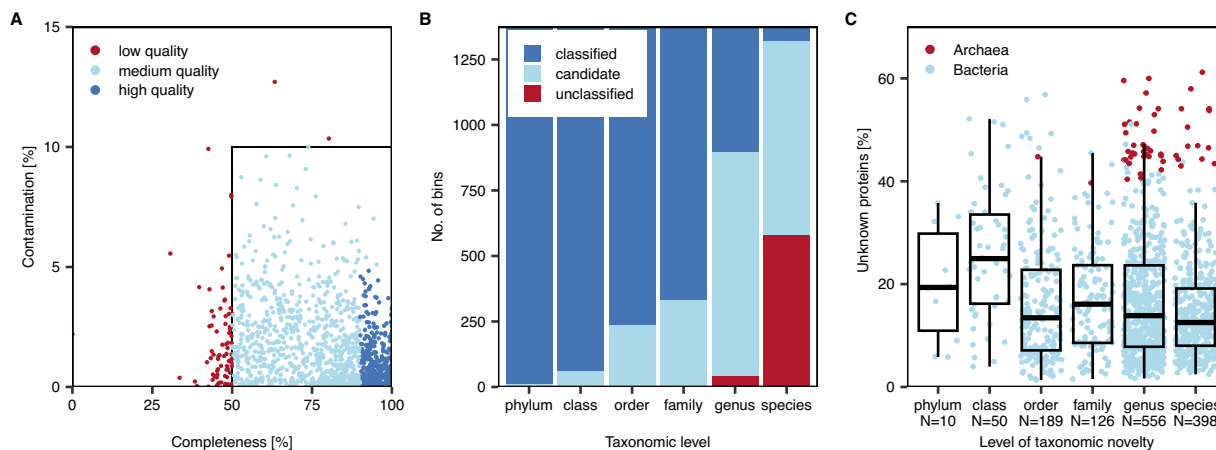 A
15
10
5
0
0
25
50
75
100
Contamination [%]
Completeness [%]
low quality
medium quality
high quality
B
1250
1000
750
500
250
0
No. of bins
classified
candidate
unclassified
phylum class order family genus species
Taxonomic level
C
60
40
20
0
Unknown proteins [%]
Archaea
Bacteria
phylum class order family genus species
N=10 N=50 N=189 N=126 N=556 N=398
Level of taxonomic novelty